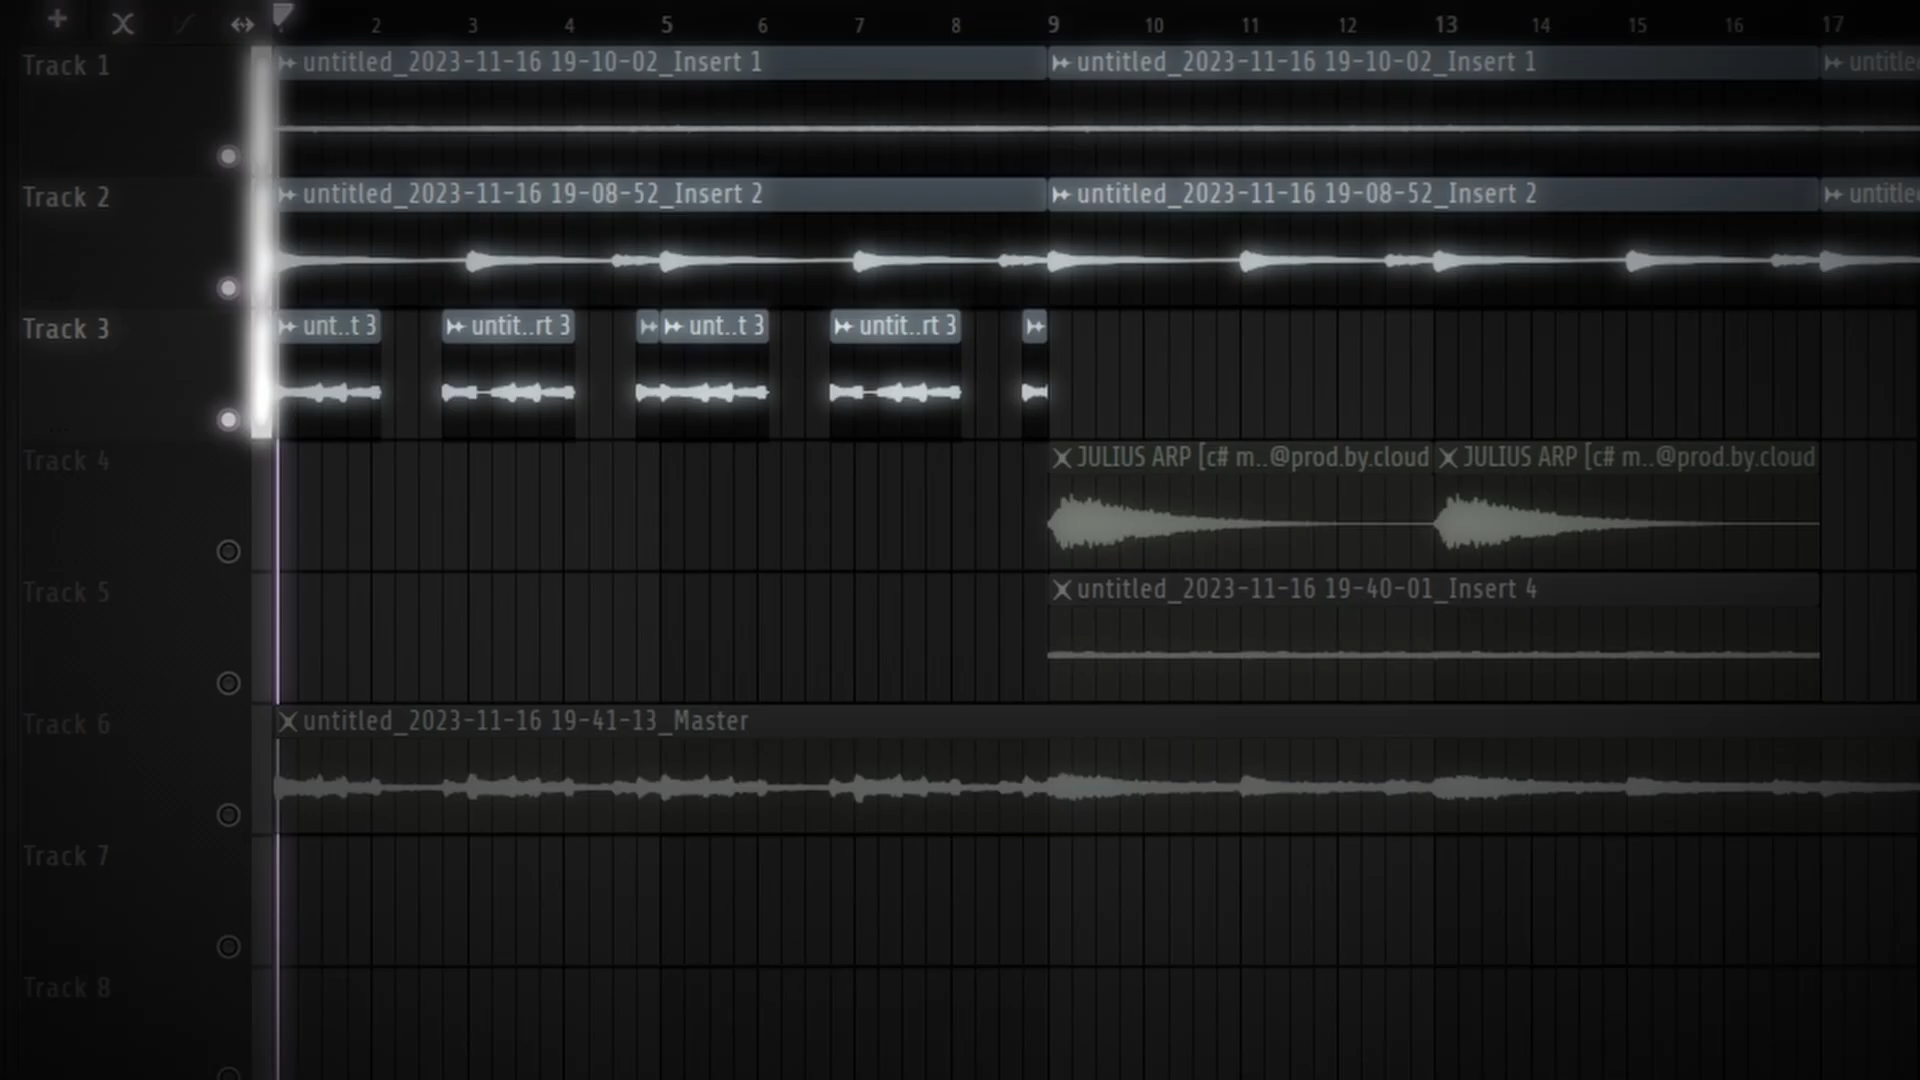 2 3 4 5 6 7 8 9 10 11 12 13 14 15 16 17
Track 1
untitled_2023-11-16 19-10-02_Insert 1 untitled_2023-11-16 19-10-02_Insert 1
Track 2
untitled_2023-11-16 19-08-52_Insert 2 untitled_2023-11-16 19-08-52_Insert 2
Track 3
unt..t 3 untit..rt 3 unt..t 3 untit..rt 3
Track 4
JULIUS ARP [c# m..@prod.by.cloud JULIUS ARP [c# m..@prod.by.cloud
Track 5
untitled_2023-11-16 19-40-01_Insert 4
Track 6
untitled_2023-11-16 19-41-13_Master
Track 7
Track 8